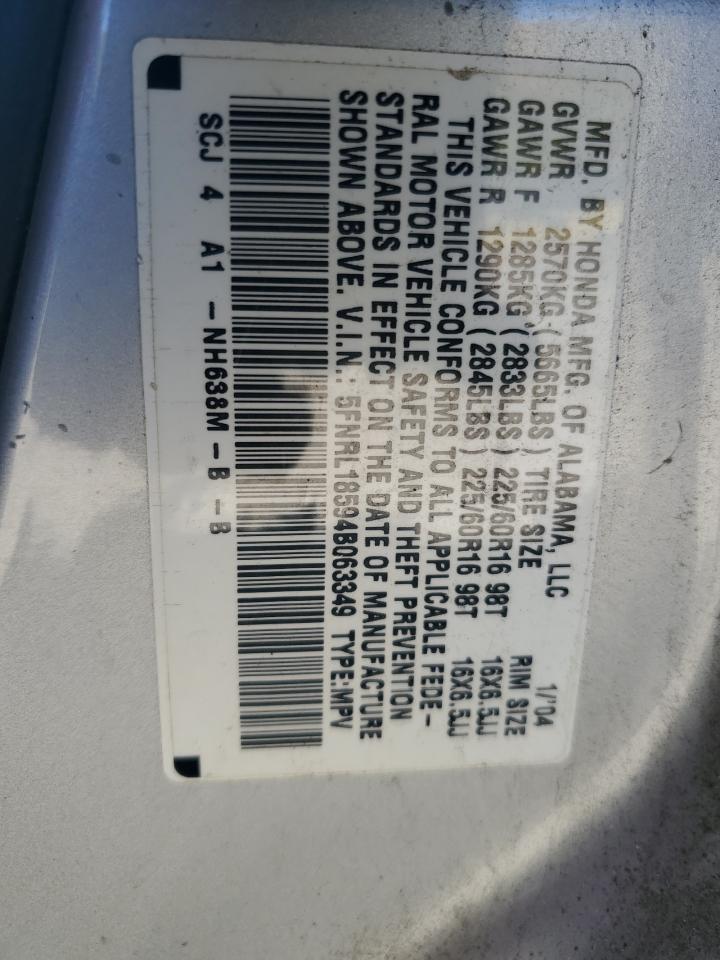 MFD. BY HONDA MFG. OF ALABAMA, LLC 1/'04
GVWR 2570KG ( 5665LBS ) TIRE SIZE RIM SIZE
GAWR F 1285KG ( 2833LBS ) 225/60R16 98T 16X6.5JJ
GAWR R 1290KG ( 2845LBS ) 225/60R16 98T 16X6.5JJ
THIS VEHICLE CONFORMS TO ALL APPLICABLE FEDE-
RAL MOTOR VEHICLE SAFETY AND THEFT PREVENTION
STANDARDS IN EFFECT ON THE DATE OF MANUFACTURE
SHOWN ABOVE. V.I.N.: 5FNRL18594B063349 TYPE:MPV
SCJ 4 A1 -NH638M-B -B